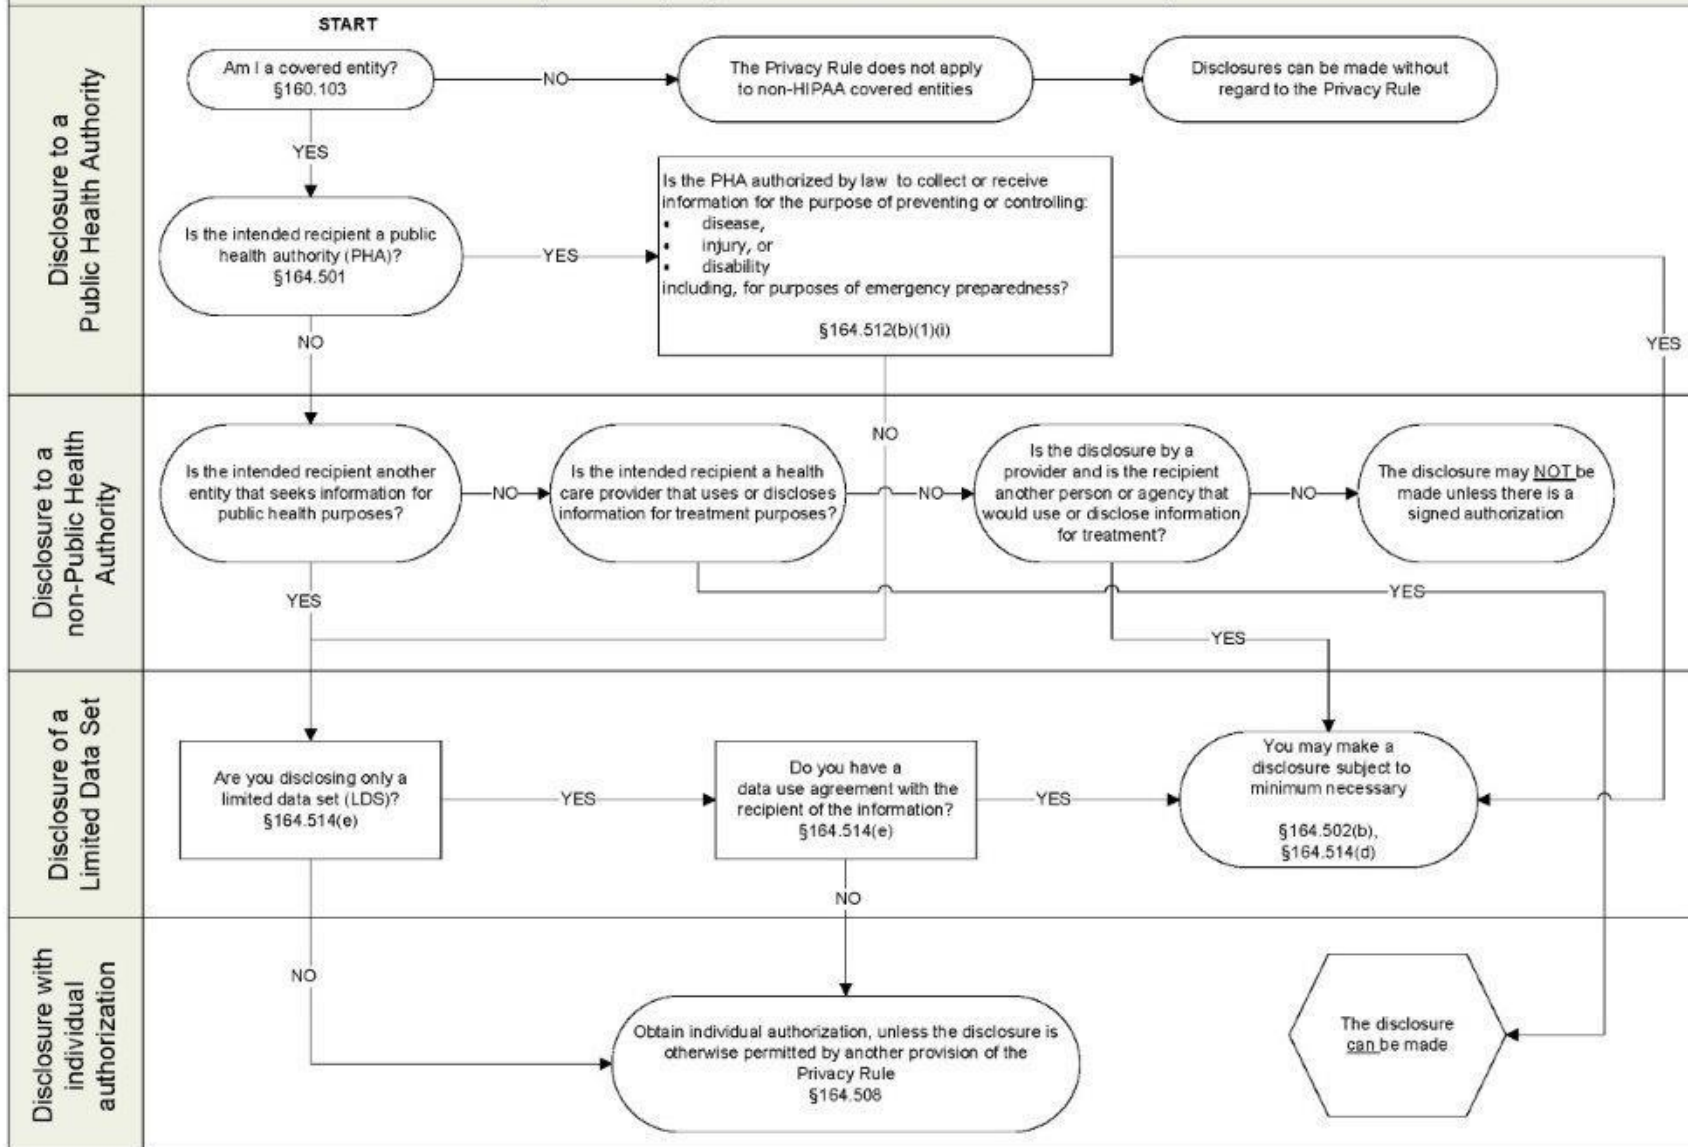 START
Am I a covered entity?
§160.103
NO
The Privacy Rule does not apply
to non-HIPAA covered entities
Disclosures can be made without
regard to the Privacy Rule
YES
Disclosure to a
Public Health Authority
Is the intended recipient a public
health authority (PHA)?
§164.501
YES
Is the PHA authorized by law to collect or receive
information for the purpose of preventing or controlling:
▪ disease,
▪ injury, or
▪ disability
including, for purposes of emergency preparedness?
§164.512(b)(1)(i)
NO
YES
Disclosure to a
non-Public Health
Authority
NO
Is the intended recipient another
entity that seeks information for
public health purposes?
NO
Is the intended recipient a health
care provider that uses or discloses
information for treatment purposes?
NO
Is the disclosure by a
provider and is the recipient
another person or agency that
would use or disclose information
for treatment?
NO
The disclosure may NOT be
made unless there is a
signed authorization
YES
YES
YES
Disclosure of a
Limited Data Set
Are you disclosing only a
limited data set (LDS)?
§164.514(e)
YES
Do you have a
data use agreement with the
recipient of the information?
§164.514(e)
YES
You may make a
disclosure subject to
minimum necessary
§164.502(b),
§164.514(d)
NO
Disclosure with
individual
authorization
NO
Obtain individual authorization, unless the disclosure is
otherwise permitted by another provision of the
Privacy Rule
§164.508
The disclosure
can be made